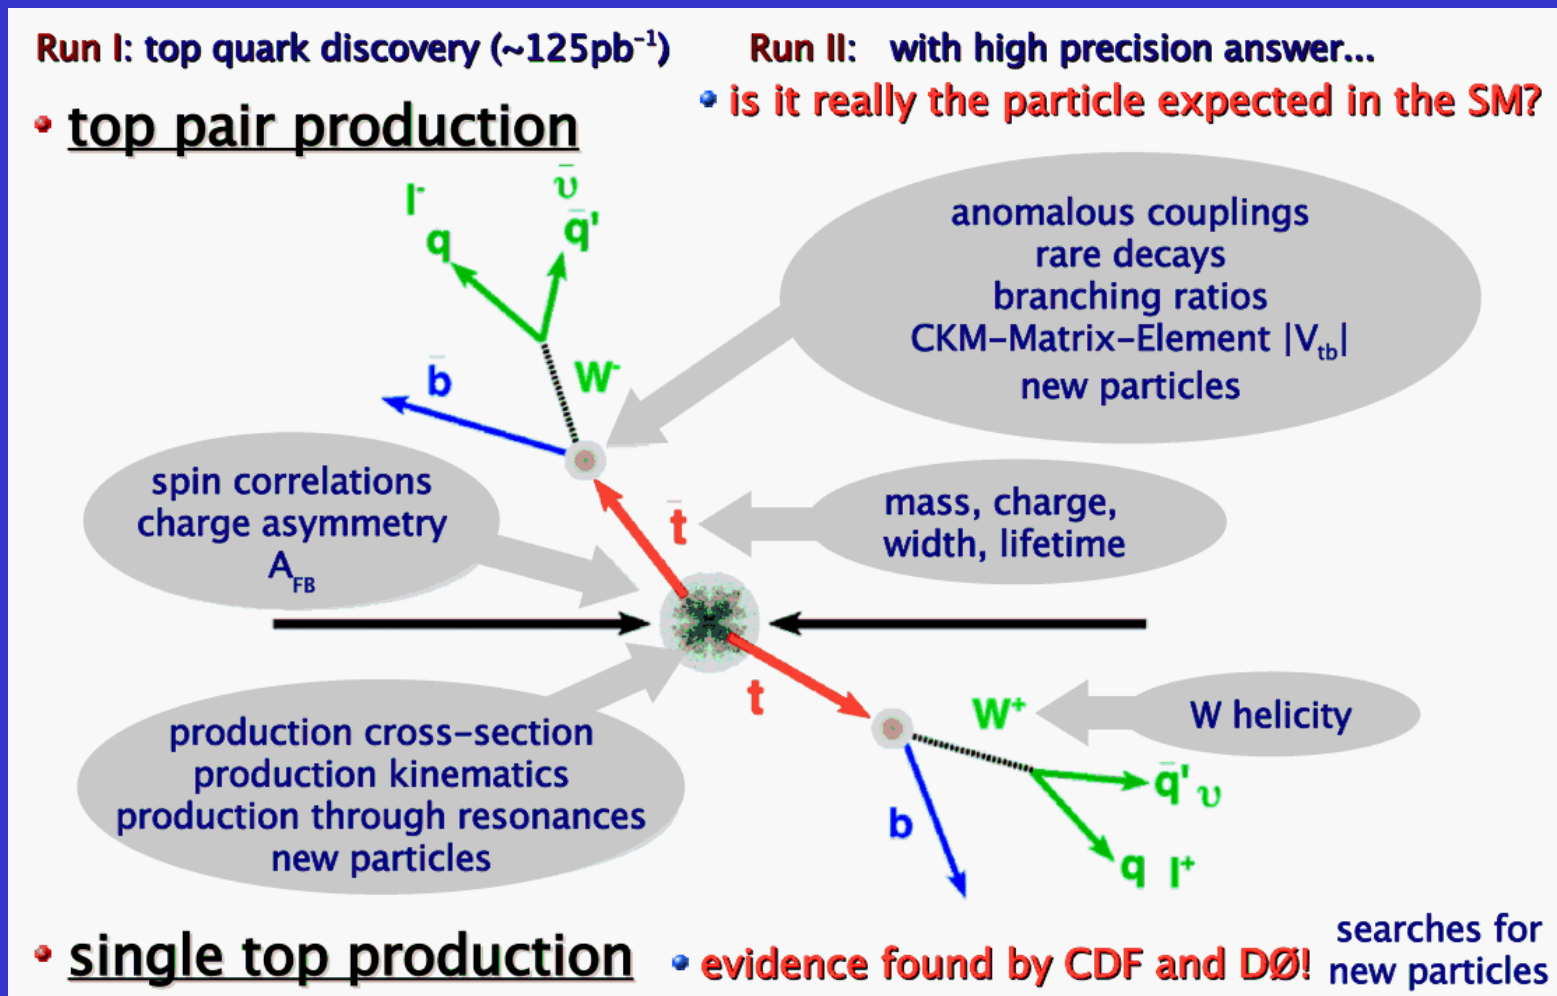 Run I: top quark discovery (~125pb⁻¹)
Run II: with high precision answer...
• top pair production
• is it really the particle expected in the SM?
l⁻
ῡ
q
q̄'
anomalous couplings
rare decays
branching ratios
CKM-Matrix-Element |V_tb|
new particles
b̄
W⁻
spin correlations
charge asymmetry
A_FB
t̄
mass, charge,
width, lifetime
t
W⁺
W helicity
production cross-section
production kinematics
production through resonances
new particles
q̄' υ
b
q l⁺
• single top production
• evidence found by CDF and DØ!
searches for
new particles